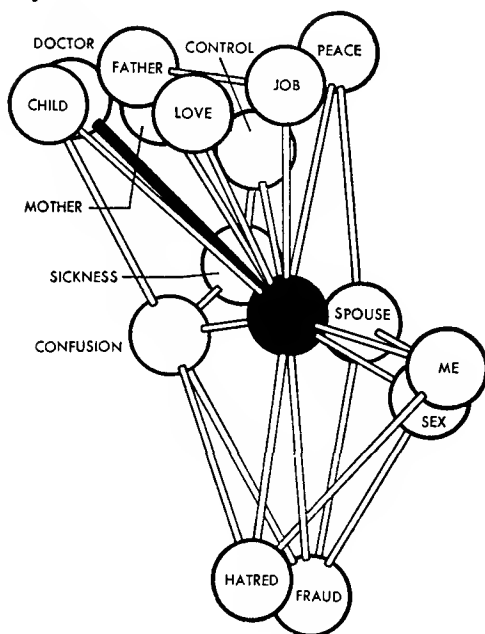 DOCTOR
FATHER
CONTROL
PEACE
CHILD
LOVE
JOB
MOTHER
SICKNESS
SPOUSE
CONFUSION
ME
SEX
HATRED
FRAUD